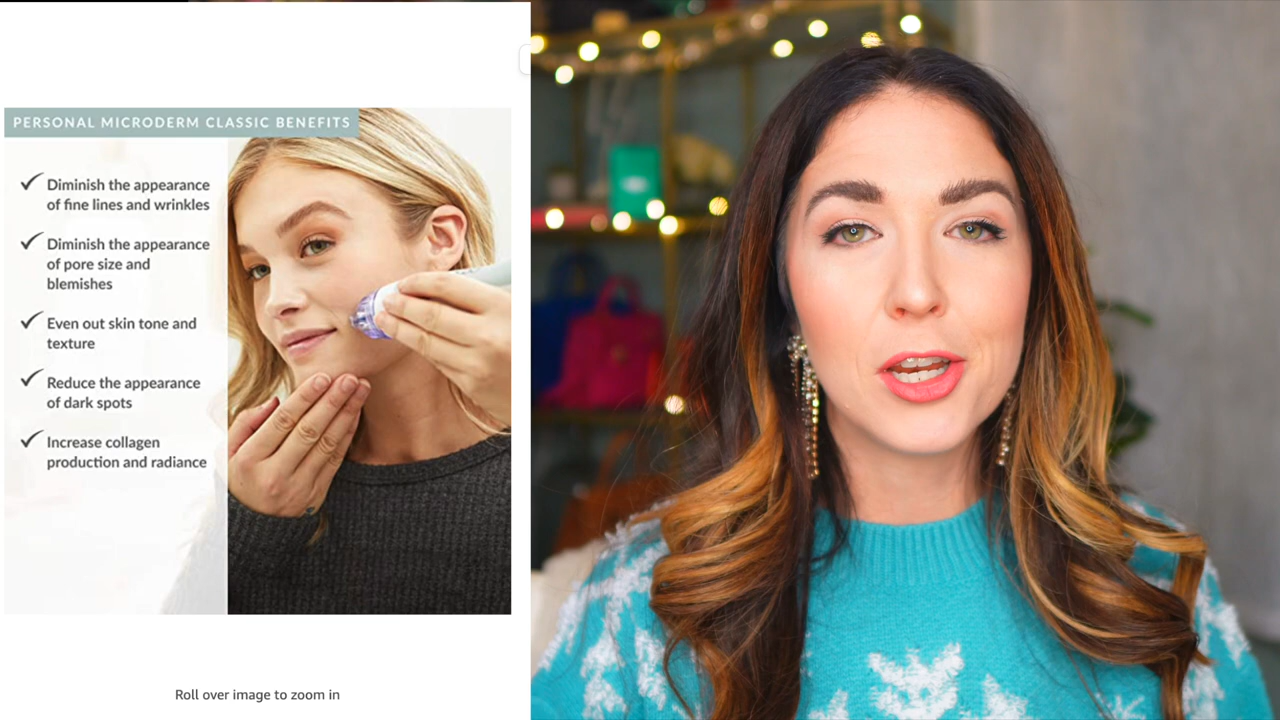 PERSONAL MICRODERM CLASSIC BENEFITS
Diminish the appearance
of fine lines and wrinkles
Diminish the appearance
of pore size and
blemishes
Even out skin tone and
texture
Reduce the appearance
of dark spots
Increase collagen
production and radiance
Roll over image to zoom in